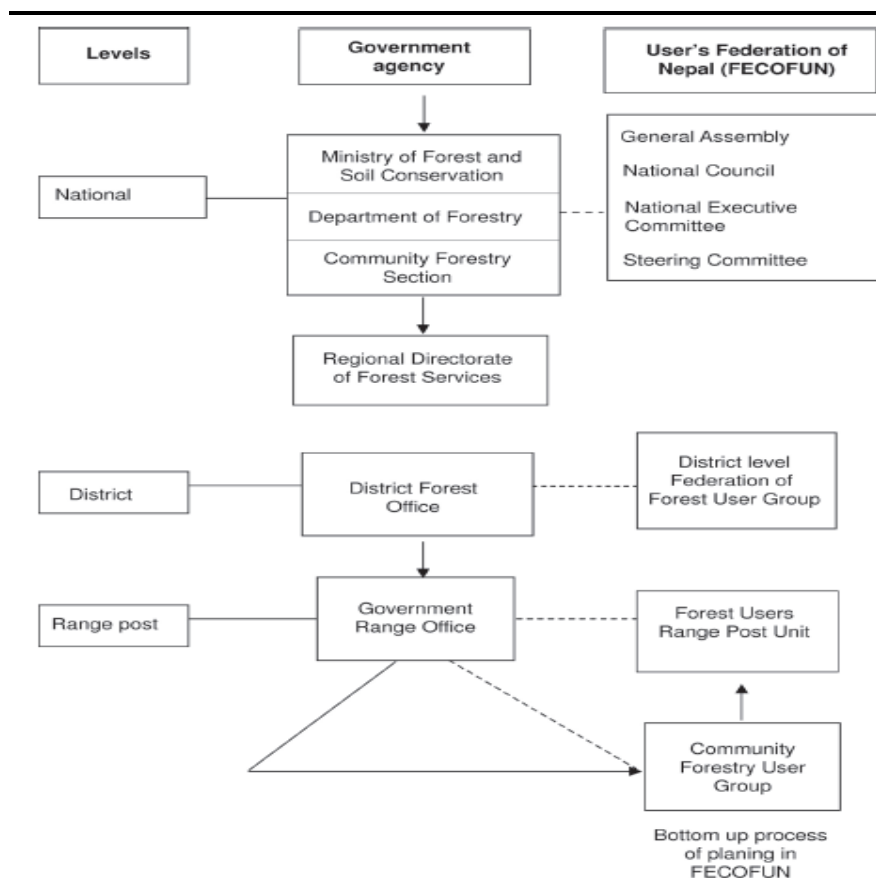 Levels
Government
agency
User's Federation of
Nepal (FECOFUN)
National
Ministry of Forest and
Soil Conservation
Department of Forestry
Community Forestry
Section
General Assembly
National Council
National Executive
Committee
Steering Committee
Regional Directorate
of Forest Services
District
District Forest
Office
District level
Federation of
Forest User Group
Range post
Government
Range Office
Forest Users
Range Post Unit
Community
Forestry User
Group
Bottom up process
of planing in
FECOFUN